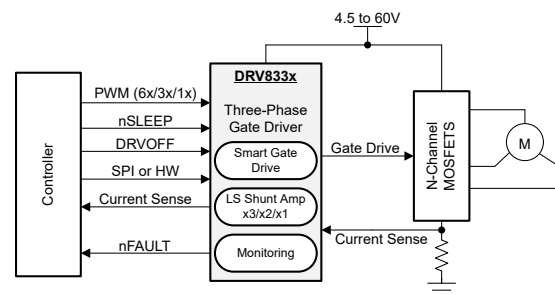 4.5 to 60V
Controller
PWM (6x/3x/1x)
nSLEEP
DRVOFF
SPI or HW
Current Sense
nFAULT
DRV833x
Three-Phase
Gate Driver
Smart Gate
Drive
LS Shunt Amp
x3/x2/x1
Monitoring
Gate Drive
Current Sense
N-Channel
MOSFETS
M